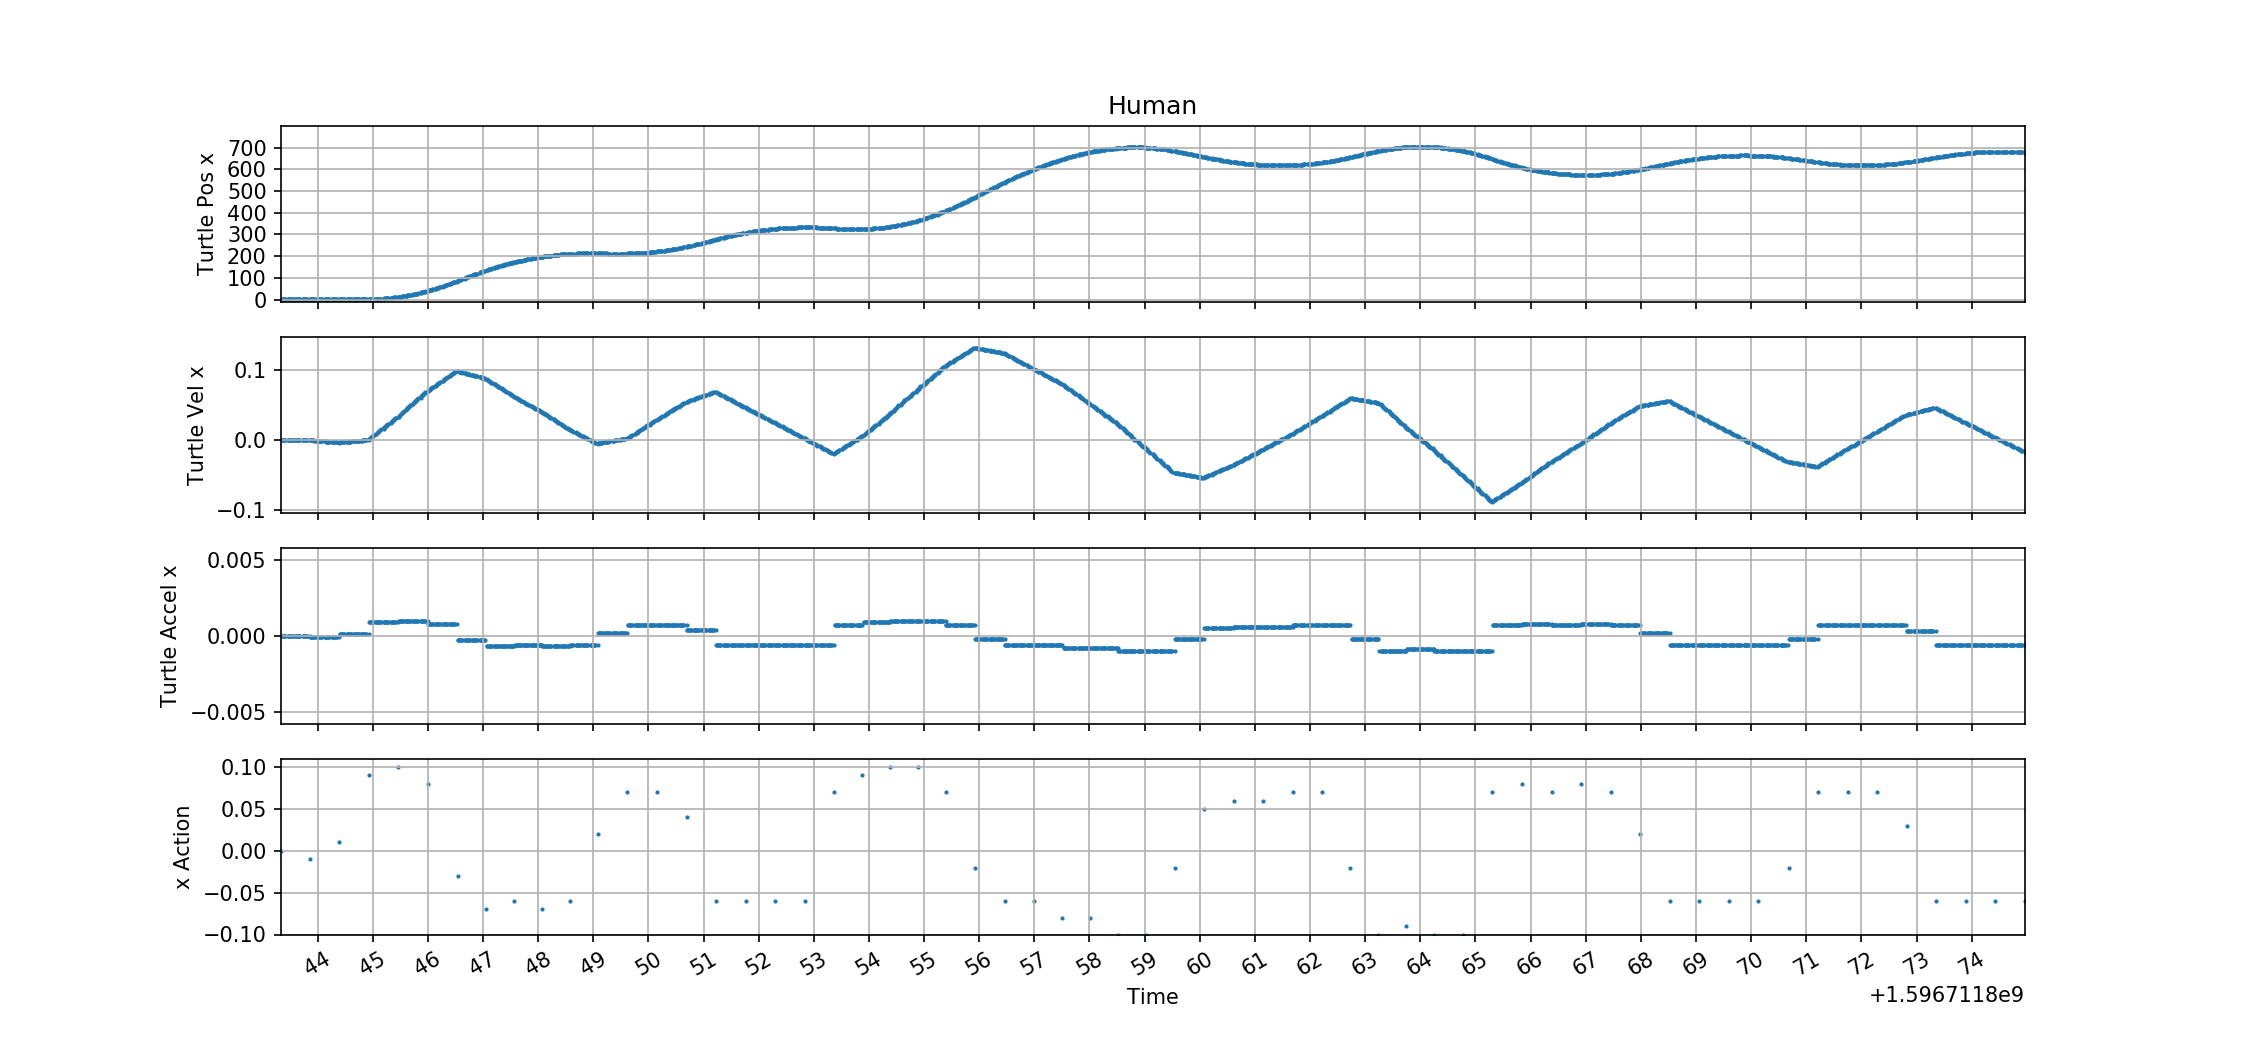 Human
Turtle Pos x
700
600
500
400
300
200
100
0
Turtle Vel x
0.1
0.0
−0.1
Turtle Accel x
0.005
0.000
−0.005
x Action
0.10
0.05
0.00
−0.05
−0.10
44 45 46 47 48 49 50 51 52 53 54 55 56 57 58 59 60 61 62 63 64 65 66 67 68 69 70 71 72 73 74
Time
+1.5967118e9